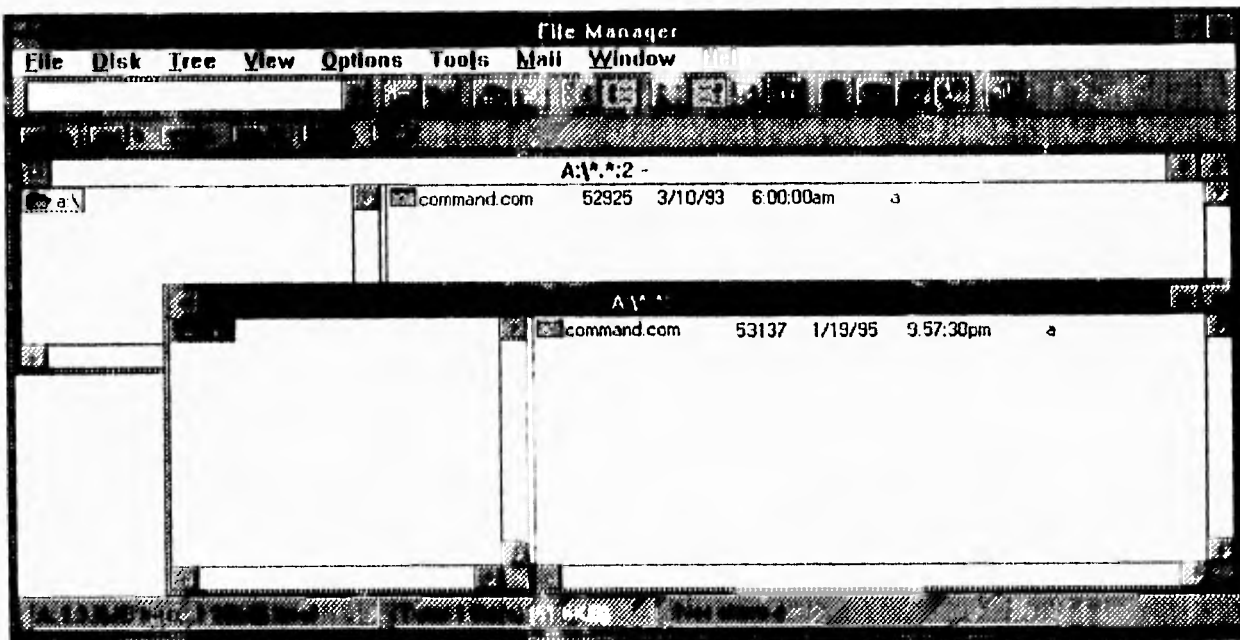 File Manager
File Disk Tree View Options Tools Mail Window Help
A:\*.*:2 -
a:\
command.com 52925 3/10/93 6:00:00am a
A:\*.*:
command.com 53137 1/19/95 9:57:30pm a